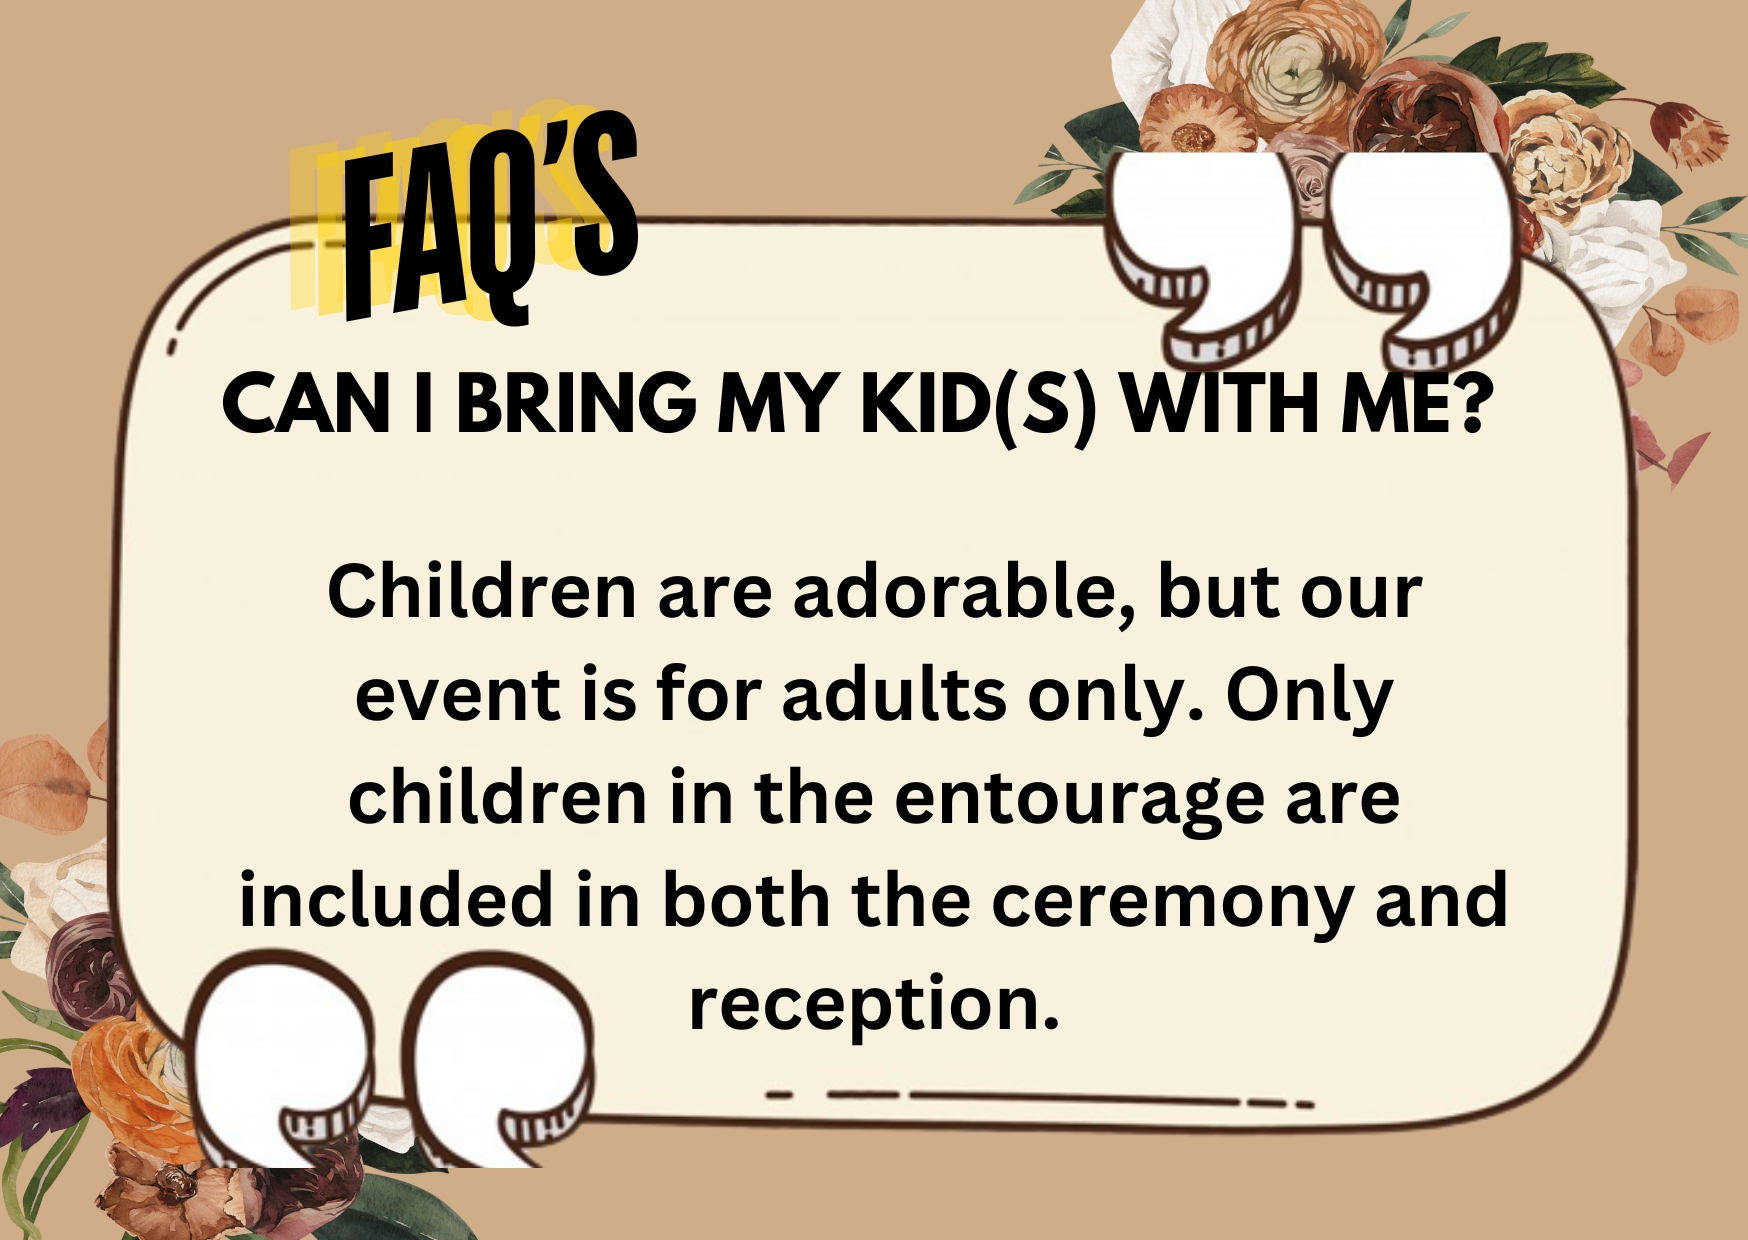 FAQ'S
CAN I BRING MY KID(S) WITH ME?
Children are adorable, but our
event is for adults only. Only
children in the entourage are
included in both the ceremony and
reception.